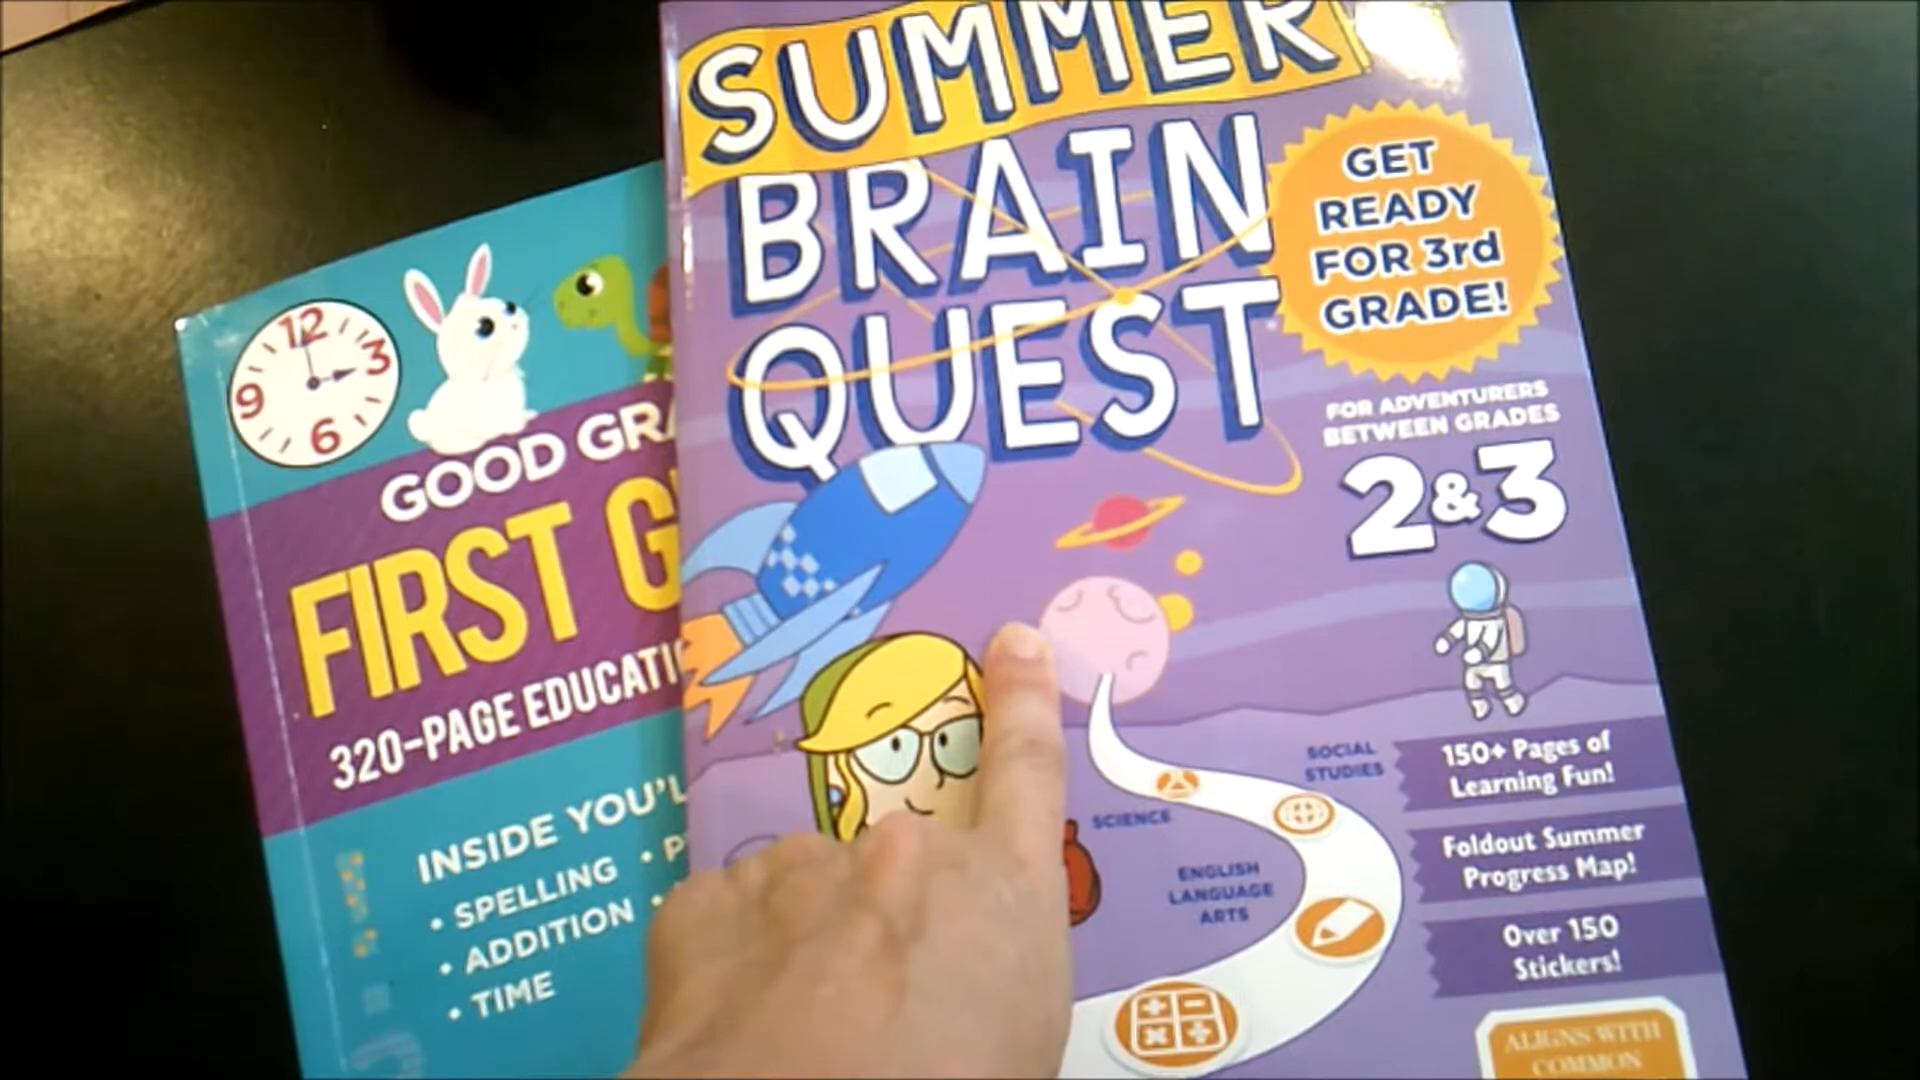 12
3
9
6
GOOD GRA
FIRST G
320-PAGE EDUCATI
INSIDE YOU'L
• SPELLING • P
• ADDITION •
• TIME
SUMMER
BRAIN
QUEST
GET
READY
FOR 3rd
GRADE!
FOR ADVENTURERS
BETWEEN GRADES
2&3
SOCIAL
STUDIES
SCIENCE
ENGLISH
LANGUAGE
ARTS
150+ Pages of
Learning Fun!
Foldout Summer
Progress Map!
Over 150
Stickers!
ALIGNS WITH
COMMON